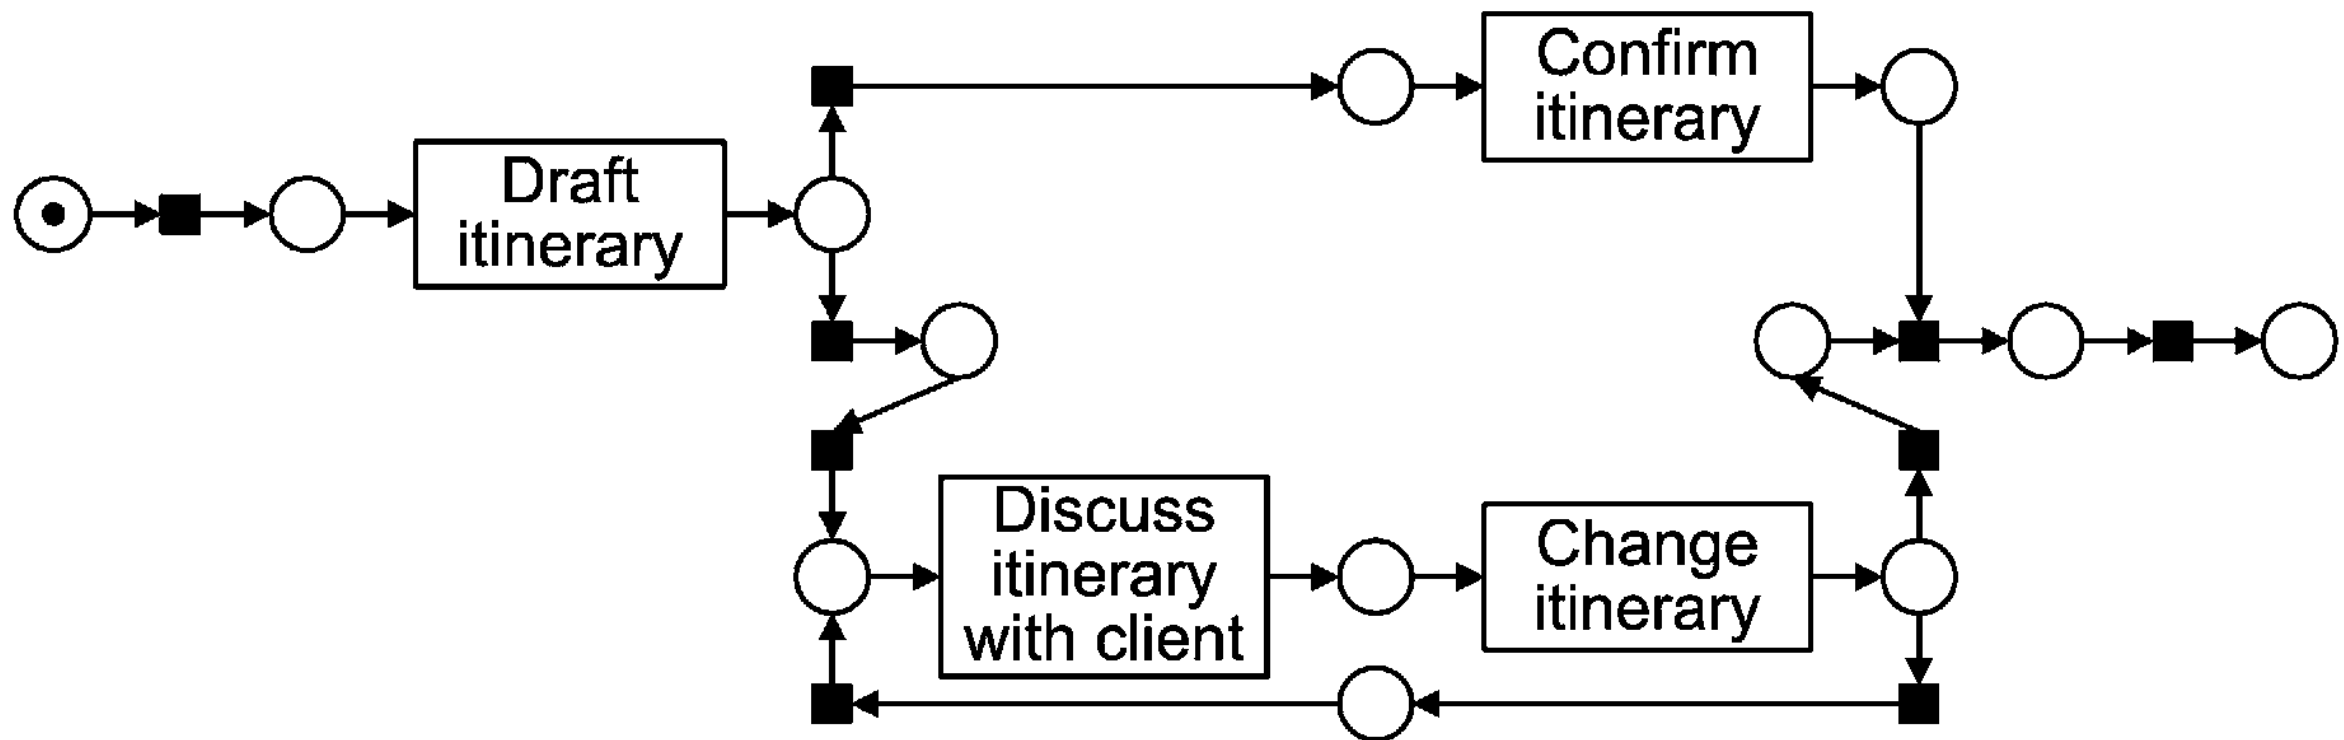 Confirm
itinerary
Draft
itinerary
Discuss
itinerary
with client
Change
itinerary